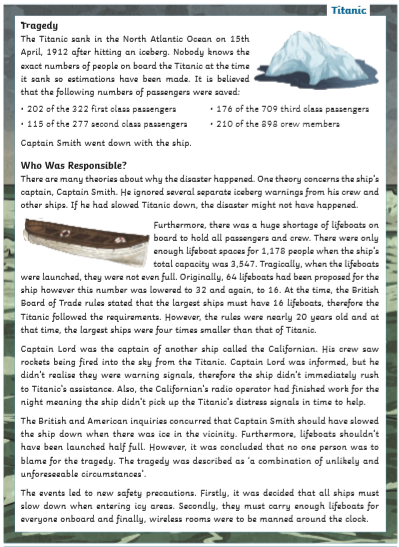 Titanic
Tragedy
The Titanic sank in the North Atlantic Ocean on 15th
April, 1912 after hitting an iceberg. Nobody knows the
exact numbers of people on board the Titanic at the time
it sank so estimations have been made. It is believed
that the following numbers of passengers were saved:
• 202 of the 322 first class passengers
• 176 of the 709 third class passengers
• 115 of the 277 second class passengers
• 210 of the 898 crew members
Captain Smith went down with the ship.
Who Was Responsible?
There are many theories about why the disaster happened. One theory concerns the ship's
captain, Captain Smith. He ignored several separate iceberg warnings from his crew and
other ships. If he had slowed Titanic down, the disaster might not have happened.
Furthermore, there was a huge shortage of lifeboats on
board to hold all passengers and crew. There were only
enough lifeboat spaces for 1,178 people when the ship's
total capacity was 3,547. Tragically, when the lifeboats
were launched, they were not even full. Originally, 64 lifeboats had been proposed for the
ship however this number was lowered to 32 and again, to 16. At the time, the British
Board of Trade rules stated that the largest ships must have 16 lifeboats, therefore the
Titanic followed the requirements. However, the rules were nearly 20 years old and at
that time, the largest ships were four times smaller than that of Titanic.
Captain Lord was the captain of another ship called the Californian. His crew saw
rockets being fired into the sky from the Titanic. Captain Lord was informed, but he
didn't realise they were warning signals, therefore the ship didn't immediately rush
to Titanic's assistance. Also, the Californian's radio operator had finished work for the
night meaning the ship didn't pick up the Titanic's distress signals in time to help.
The British and American inquiries concurred that Captain Smith should have slowed
the ship down when there was ice in the vicinity. Furthermore, lifeboats shouldn't
have been launched half full. However, it was concluded that no one person was to
blame for the tragedy. The tragedy was described as 'a combination of unlikely and
unforeseeable circumstances'.
The events led to new safety precautions. Firstly, it was decided that all ships must
slow down when entering icy areas. Secondly, they must carry enough lifeboats for
everyone onboard and finally, wireless rooms were to be manned around the clock.